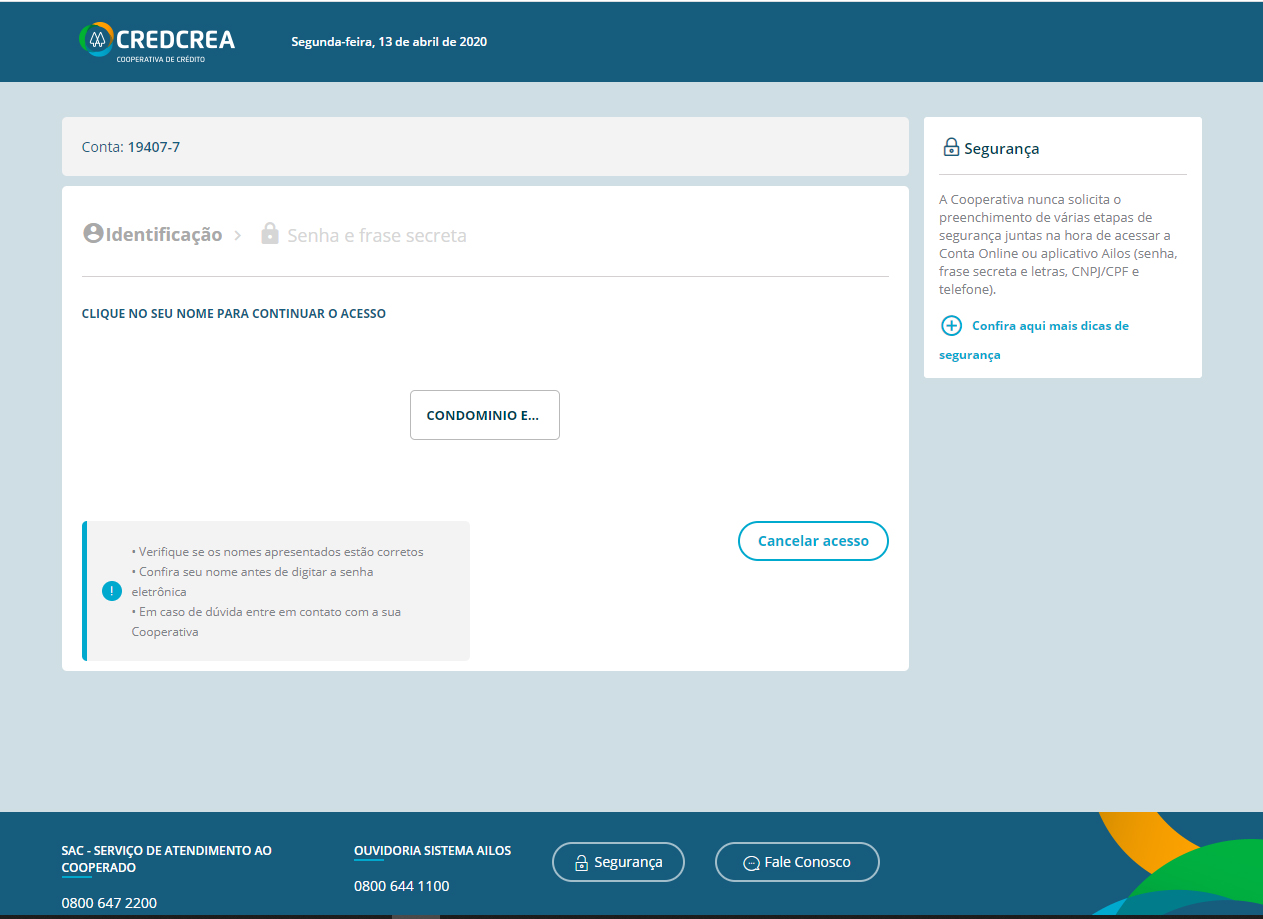 CREDCREA
COOPERATIVA DE CRÉDITO
Segunda-feira, 13 de abril de 2020
Conta: 19407-7
Identificação
Senha e frase secreta
CLIQUE NO SEU NOME PARA CONTINUAR O ACESSO
CONDOMINIO E...
• Verifique se os nomes apresentados estão corretos
• Confira seu nome antes de digitar a senha
eletrônica
• Em caso de dúvida entre em contato com a sua
Cooperativa
Cancelar acesso
Segurança
A Cooperativa nunca solicita o
preenchimento de várias etapas de
segurança juntas na hora de acessar a
Conta Online ou aplicativo Ailos (senha,
frase secreta e letras, CNPJ/CPF e
telefone).
Confira aqui mais dicas de
segurança
SAC - SERVIÇO DE ATENDIMENTO AO
COOPERADO
0800 647 2200
OUVIDORIA SISTEMA AILOS
0800 644 1100
Segurança
Fale Conosco